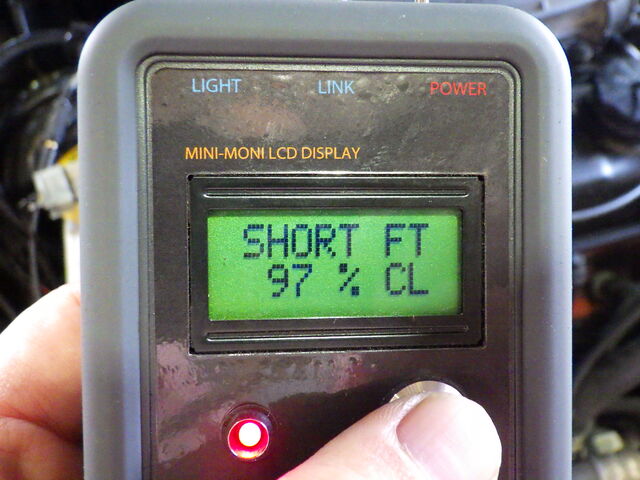 LIGHT LINK POWER
MINI-MONI LCD DISPLAY
SHORT FT
97 % CL